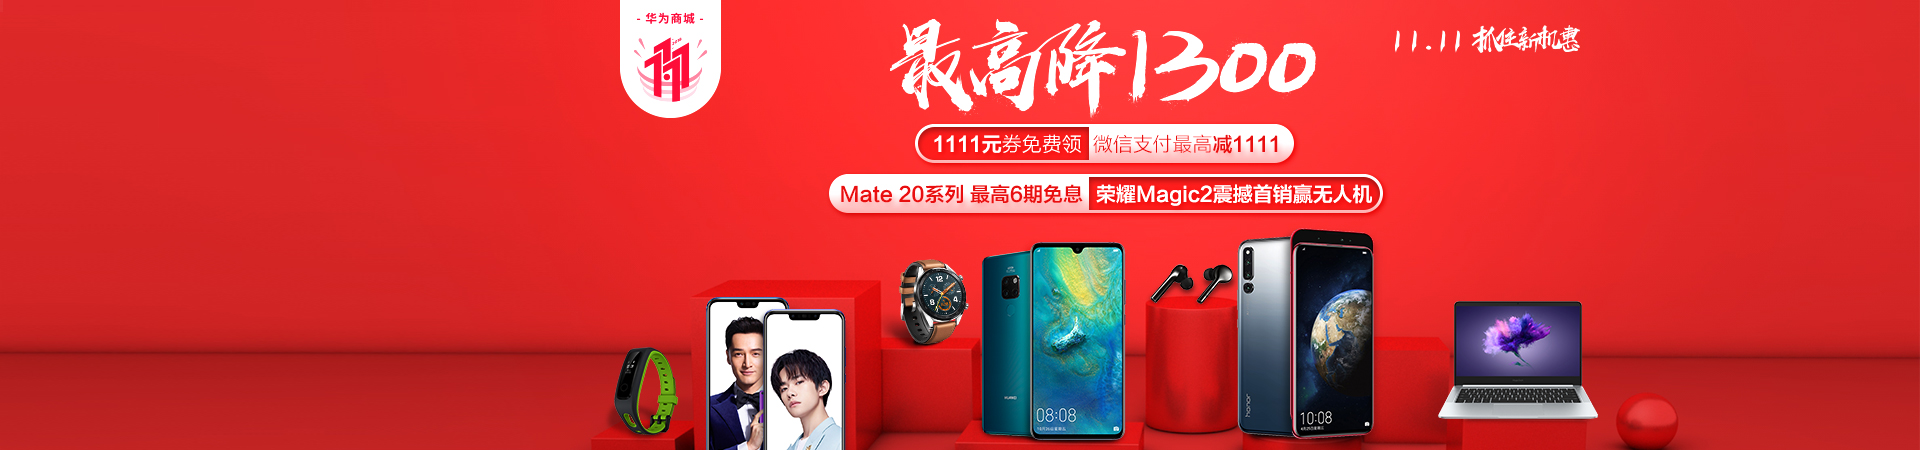 - 华为商城 -
11.11
最高降1300
11.11 抓住新机惠
1111元券免费领 微信支付最高减1111
Mate 20系列 最高6期免息 荣耀Magic2震撼首销赢无人机
HUAWEI
08:08
honor
10:08